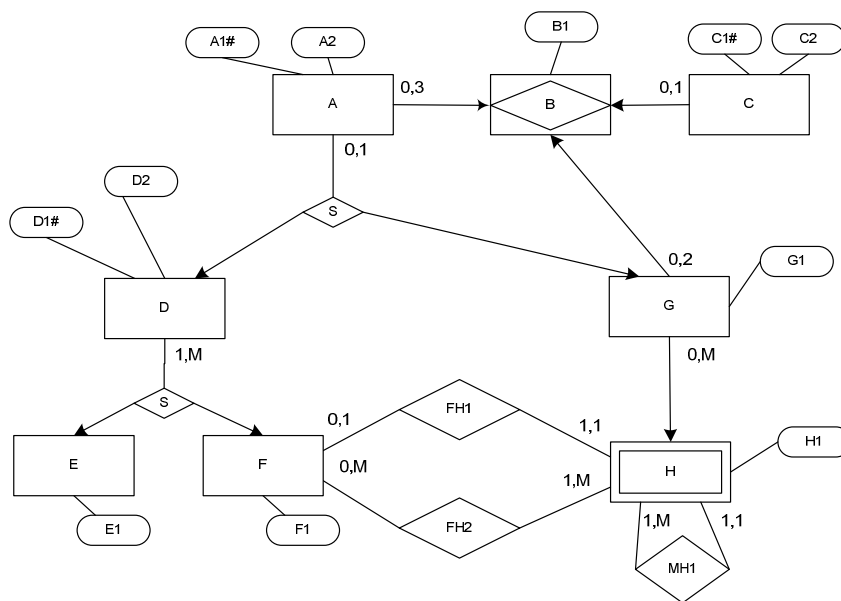 A1#
A2
B1
C1#
C2
A
0,3
B
0,1
C
0,1
D2
S
D1#
0,2
G1
D
G
1,M
0,M
S
0,1
FH1
1,1
E
F
0,M
1,M
H
H1
E1
F1
FH2
1,M
1,1
MH1